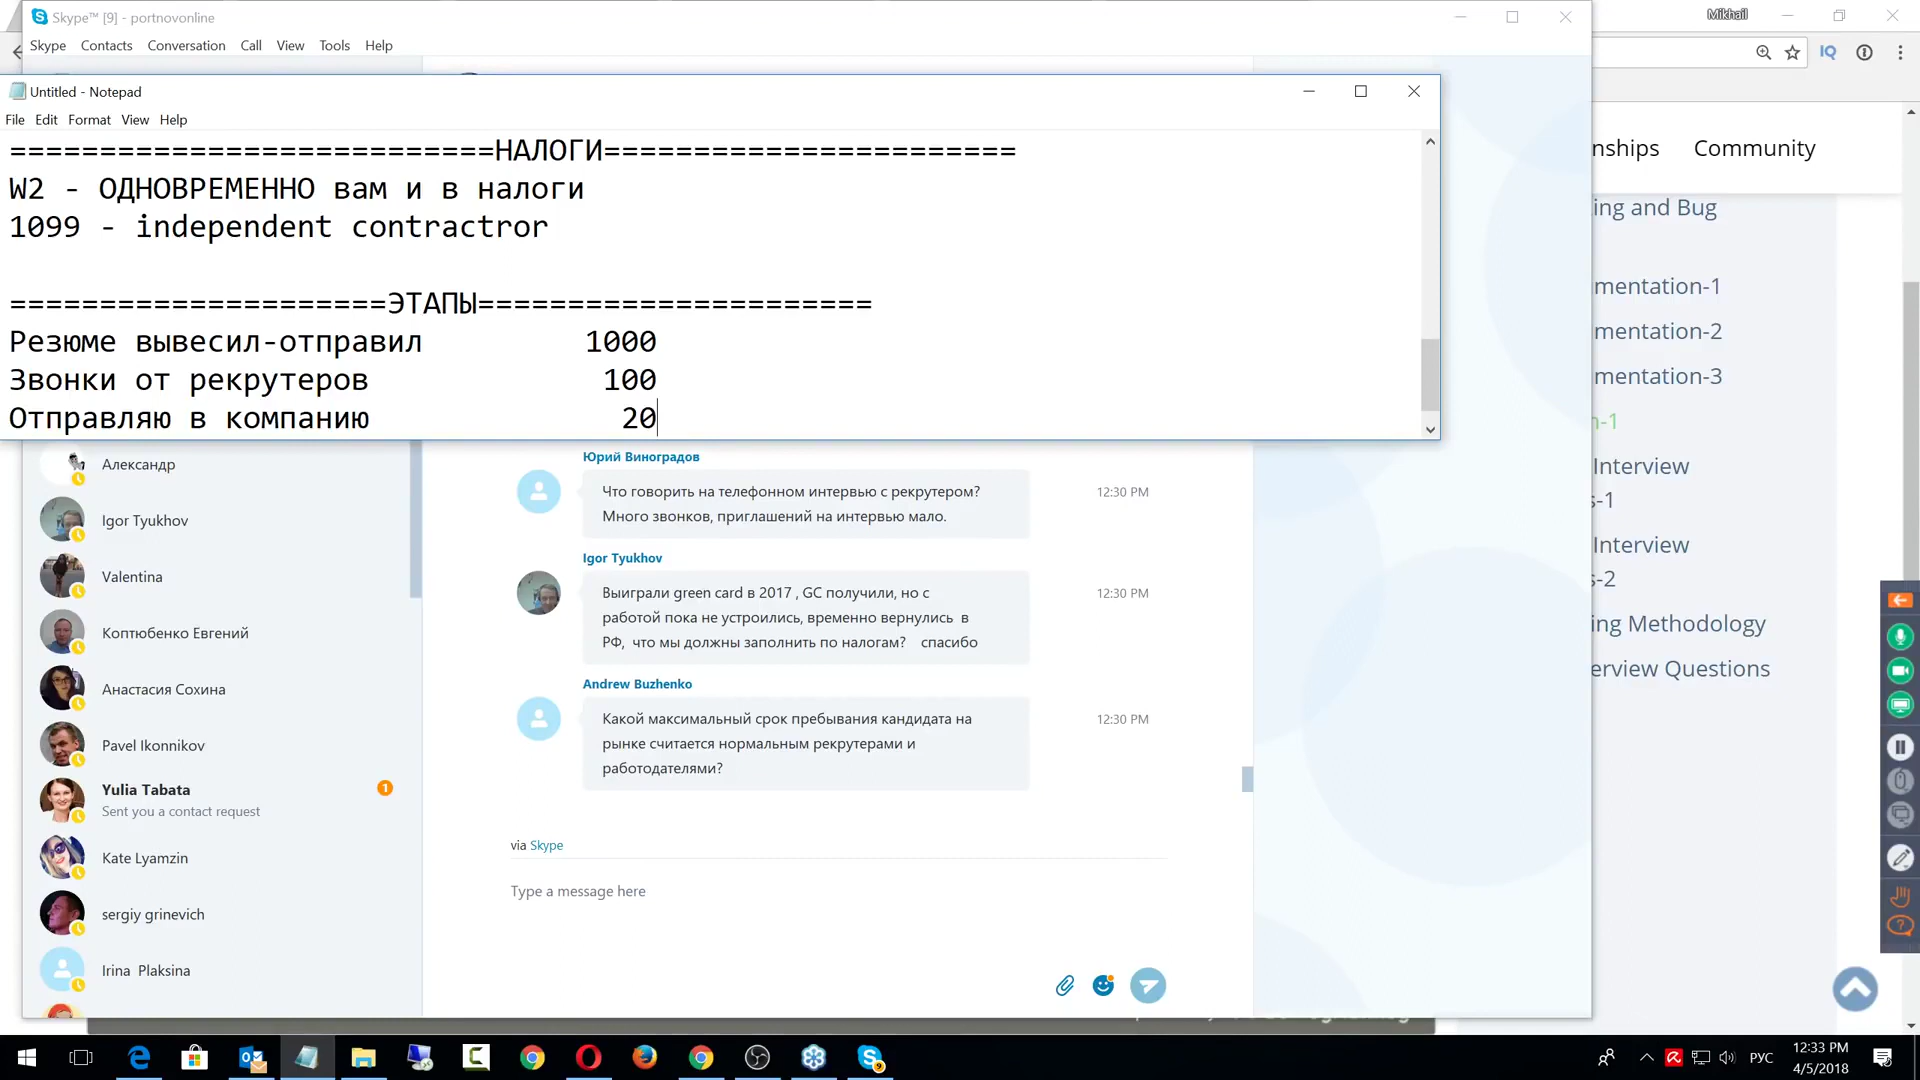 Skype™ [9] - portnovonline
Mikhail
Skype Contacts Conversation Call View Tools Help
IQ
Untitled - Notepad
File Edit Format View Help
===========================НАЛОГИ=======================
W2 - ОДНОВРЕМЕННО вам и в налоги
1099 - independent contractror
=====================ЭТАПЫ======================
Резюме вывесил-отправил 1000
Звонки от рекрутеров 100
Отправляю в компанию 20
nships Community
ing and Bug
mentation-1
mentation-2
mentation-3
n-1
Interview
s-1
Interview
s-2
ing Methodology
erview Questions
Александр
Igor Tyukhov
Valentina
Коптюбенко Евгений
Анастасия Сохина
Pavel Ikonnikov
Yulia Tabata
1
Sent you a contact request
Kate Lyamzin
sergiy grinevich
Irina Plaksina
Юрий Виноградов
Что говорить на телефонном интервью с рекрутером? 12:30 PM
Много звонков, приглашений на интервью мало.
Igor Tyukhov
Выиграли green card в 2017 , GC получили, но с 12:30 PM
работой пока не устроились, временно вернулись в
РФ, что мы должны заполнить по налогам? спасибо
Andrew Buzhenko
Какой максимальный срок пребывания кандидата на 12:30 PM
рынке считается нормальным рекрутерами и
работодателями?
via Skype
Type a message here
РУС
12:33 PM
4/5/2018
9